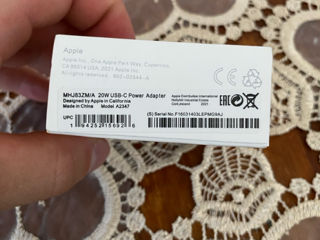 Apple
Apple Inc., One Apple Park Way, Cupertino,
CA 95014 USA. 2021 Apple Inc.
All rights reserved.
MHJ83ZM/A 20W USB-C Power Adapter
Designed by Apple in California
Made in China Model A2347
Apple Distribution International
Hollyhill Industrial Estate
Cork Ireland 2021
CE
EAC
UPC
(S) Serial No.